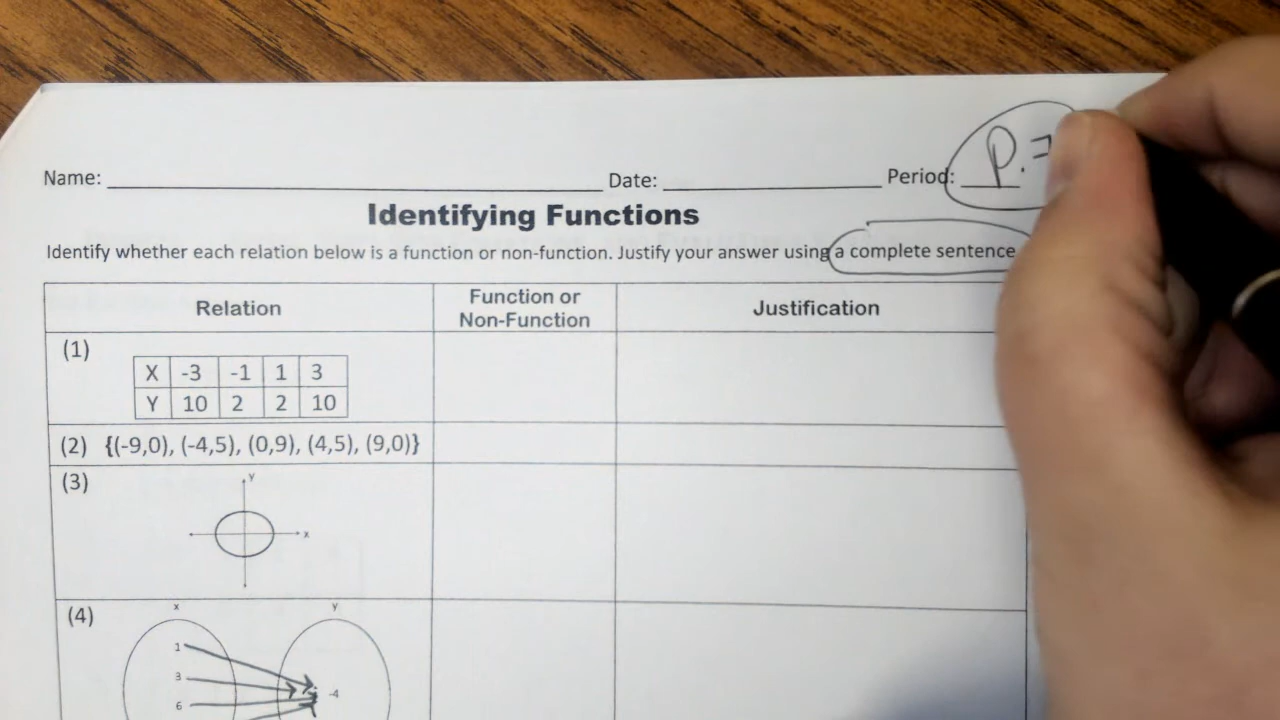 P.
Name: Date: Period:
Identifying Functions
Identify whether each relation below is a function or non-function. Justify your answer using a complete sentence
Relation Function or Non-Function Justification
(1)
X -3 -1 1 3
Y 10 2 2 10
(2) {(-9,0), (-4,5), (0,9), (4,5), (9,0)}
(3)
y
x
(4)
x y
1
3
-4
6